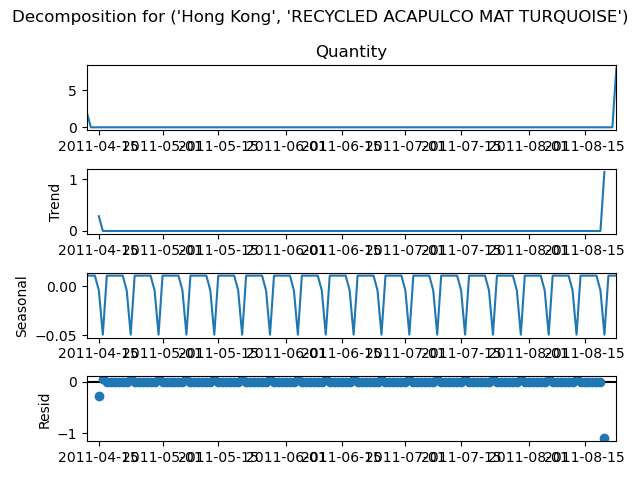 Decomposition for ('Hong Kong', 'RECYCLED ACAPULCO MAT TURQUOISE')
Quantity
5
0
2011-04-15 2011-05-01 2011-05-15 2011-06-01 2011-06-15 2011-07-01 2011-07-15 2011-08-01 2011-08-15
Trend
1
0
2011-04-15 2011-05-01 2011-05-15 2011-06-01 2011-06-15 2011-07-01 2011-07-15 2011-08-01 2011-08-15
Seasonal
0.00
−0.05
2011-04-15 2011-05-01 2011-05-15 2011-06-01 2011-06-15 2011-07-01 2011-07-15 2011-08-01 2011-08-15
Resid
0
−1
2011-04-15 2011-05-01 2011-05-15 2011-06-01 2011-06-15 2011-07-01 2011-07-15 2011-08-01 2011-08-15